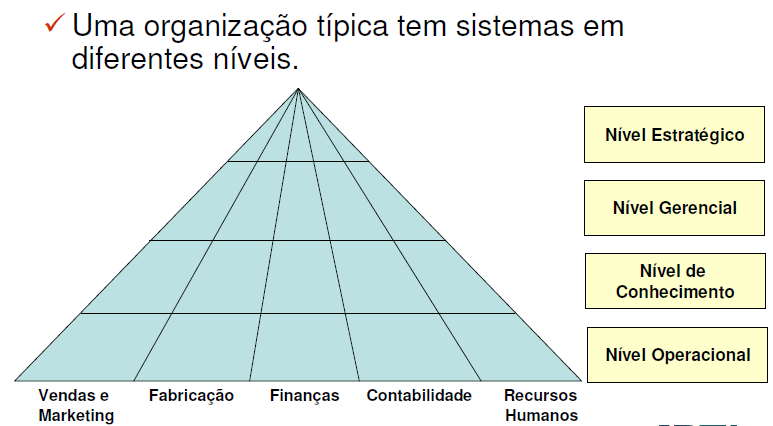 ✓ Uma organização típica tem sistemas em
diferentes níveis.
Nível Estratégico
Nível Gerencial
Nível de
Conhecimento
Nível Operacional
Vendas e
Marketing
Fabricação
Finanças
Contabilidade
Recursos
Humanos